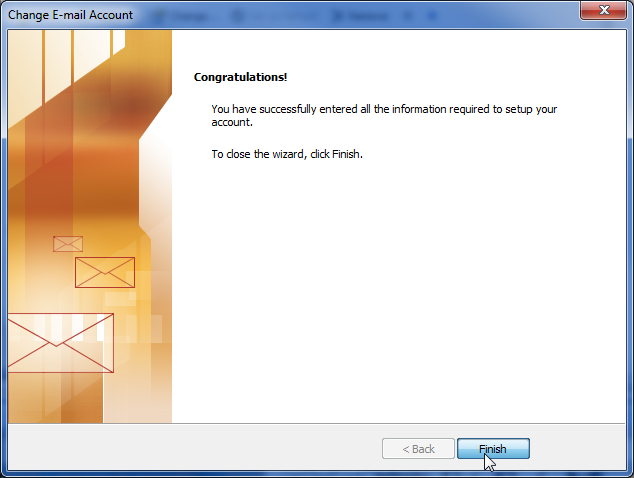 Change E-mail Account
Congratulations!
You have successfully entered all the information required to setup your
account.
To close the wizard, click Finish.
< Back
Finish